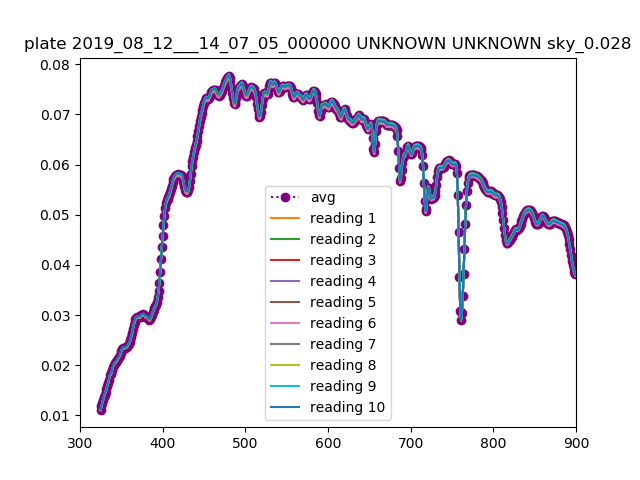 plate 2019_08_12___14_07_05_000000 UNKNOWN UNKNOWN sky_0.028
0.08
0.07
0.06
0.05
0.04
0.03
0.02
0.01
avg
reading 1
reading 2
reading 3
reading 4
reading 5
reading 6
reading 7
reading 8
reading 9
reading 10
300 400 500 600 700 800 900